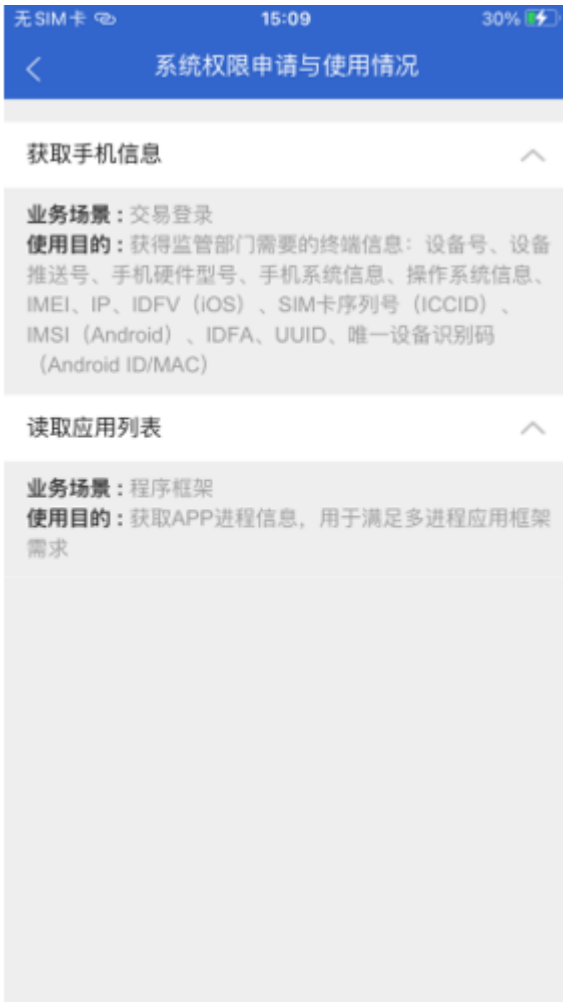 无SIM卡 15:09 30%
系统权限申请与使用情况
获取手机信息
业务场景：交易登录
使用目的：获得监管部门需要的终端信息：设备号、设备
推送号、手机硬件型号、手机系统信息、操作系统信息、
IMEI、IP、IDFV（iOS）、SIM卡序列号（ICCID）、
IMSI（Android）、IDFA、UUID、唯一设备识别码
（Android ID/MAC）
读取应用列表
业务场景：程序框架
使用目的：获取APP进程信息，用于满足多进程应用框架
需求